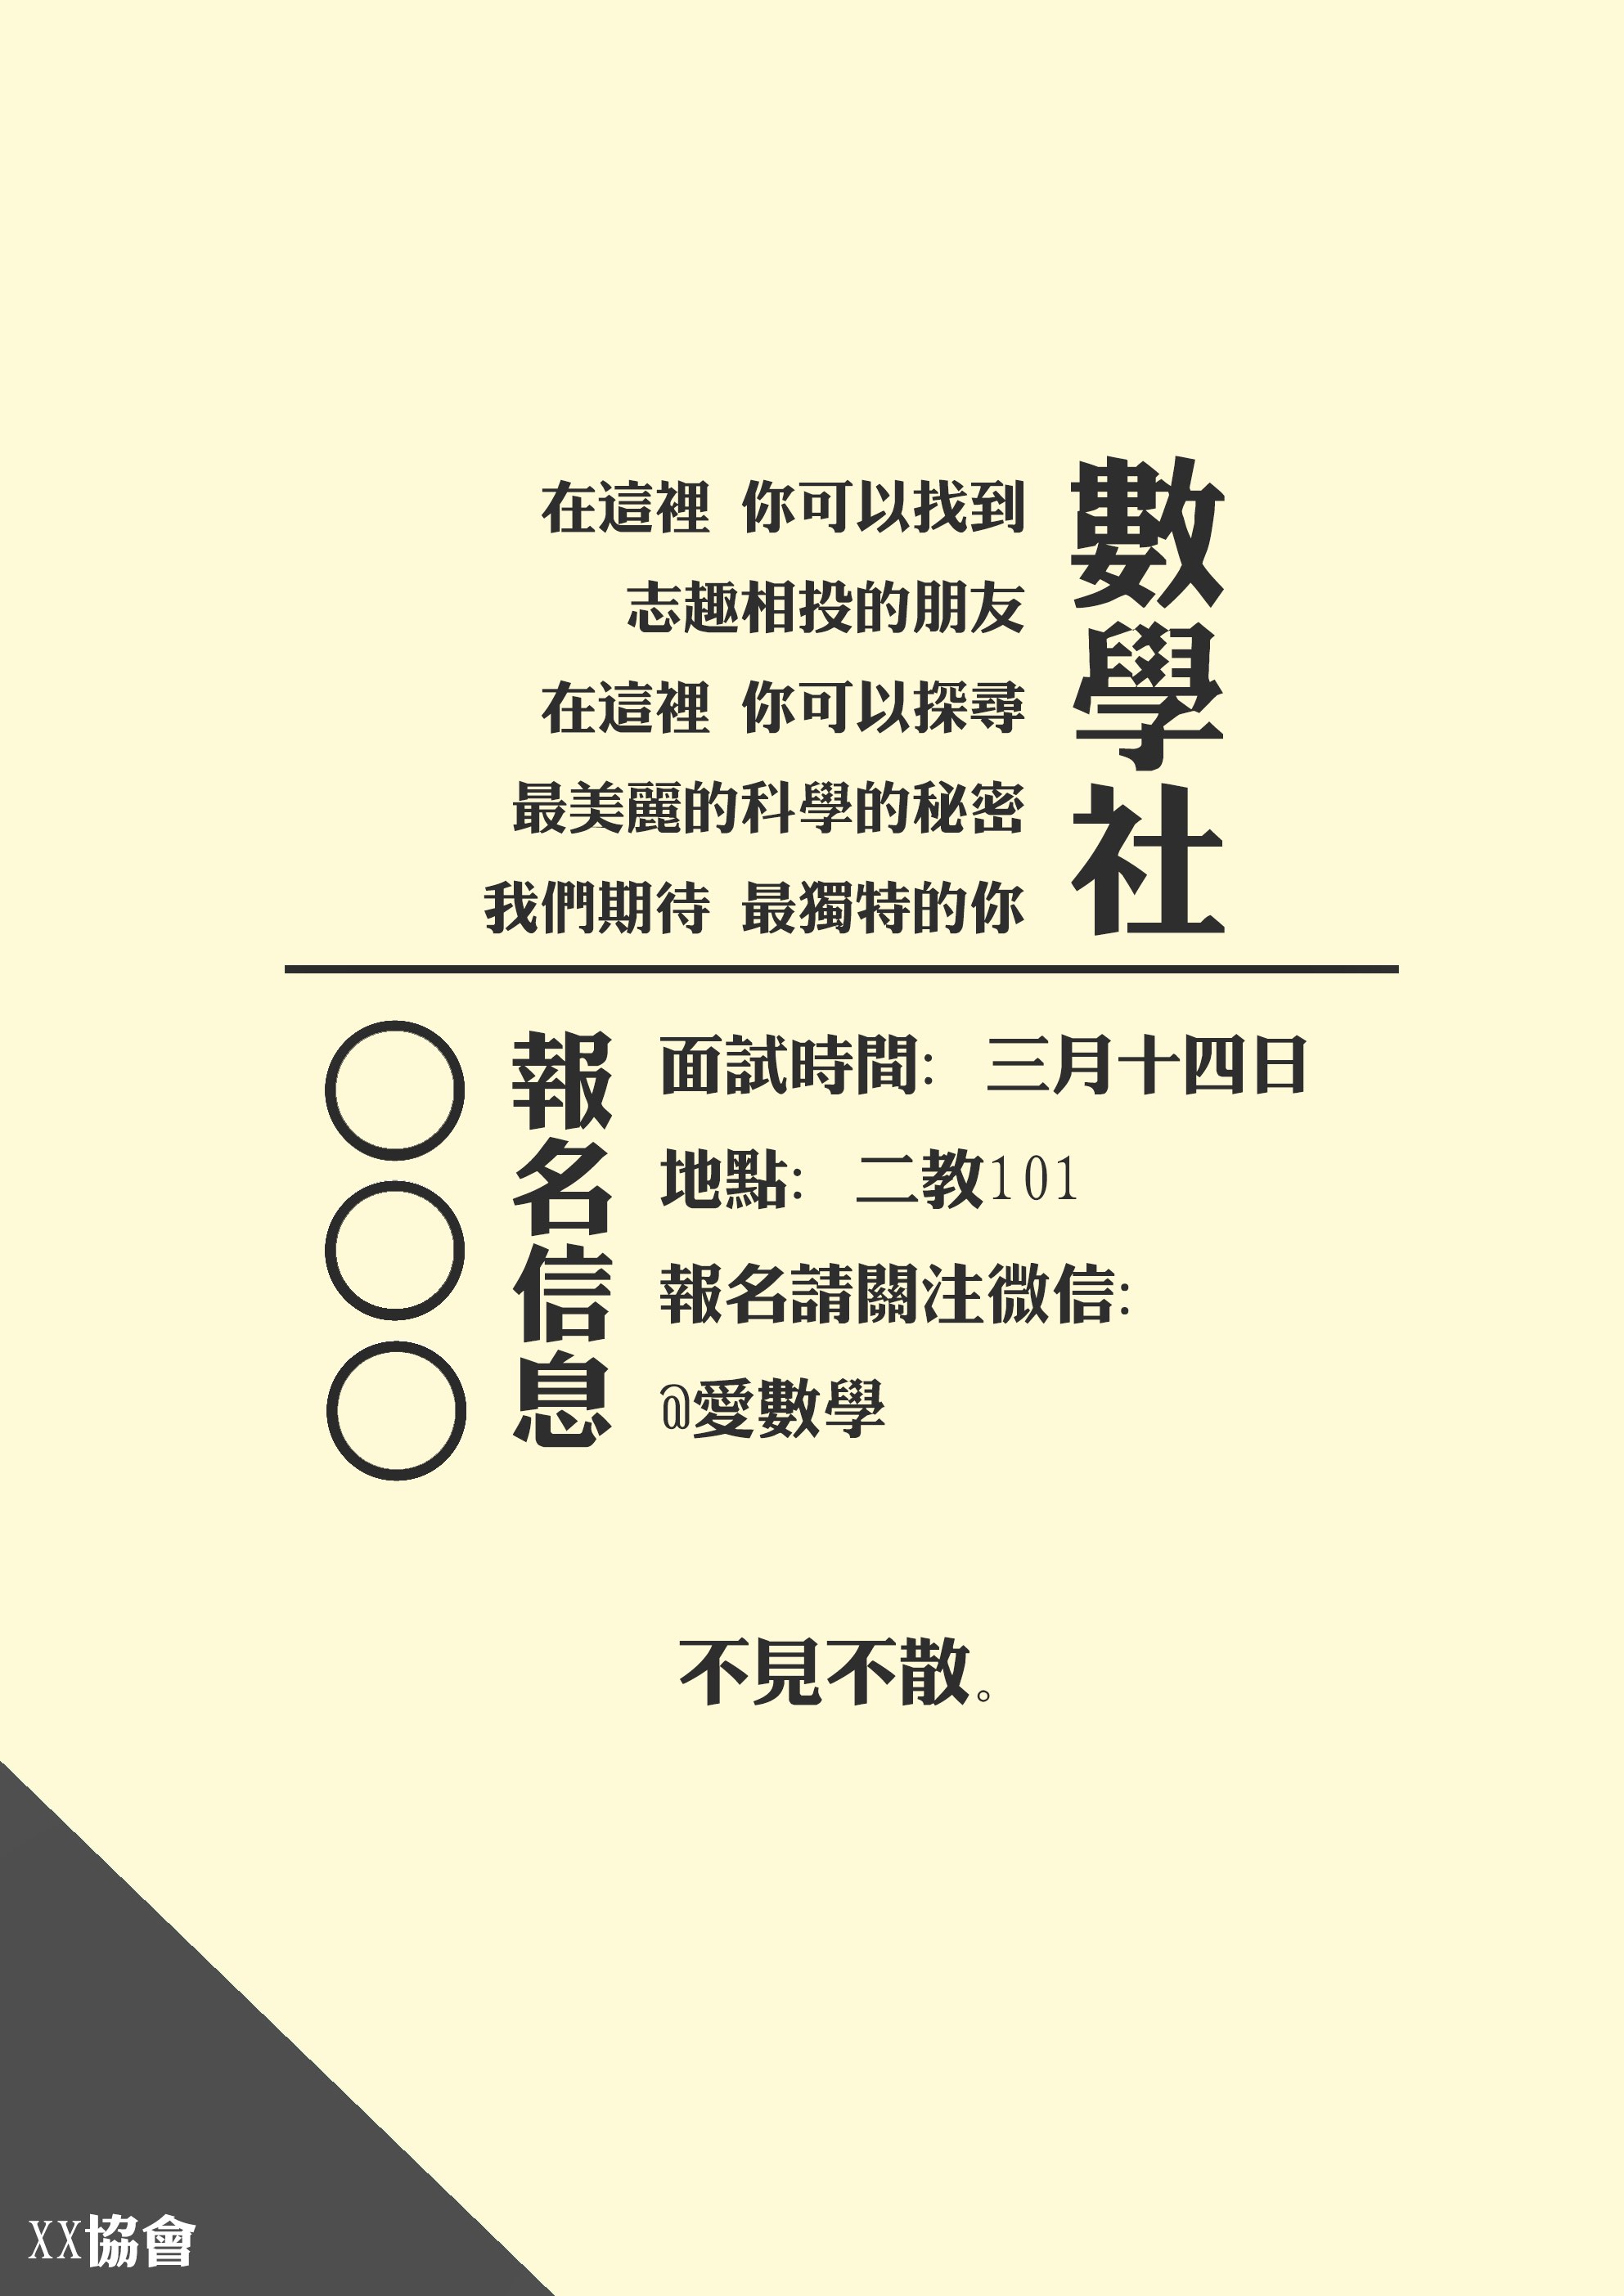 數學社
在這裡 你可以找到
志趣相投的朋友
在這裡 你可以探尋
最美麗的科學的秘密
我們期待 最獨特的你
報名信息
面試時間: 三月十四日
地點: 二教101
報名請關注微信:
@愛數學
不見不散。
XX協會